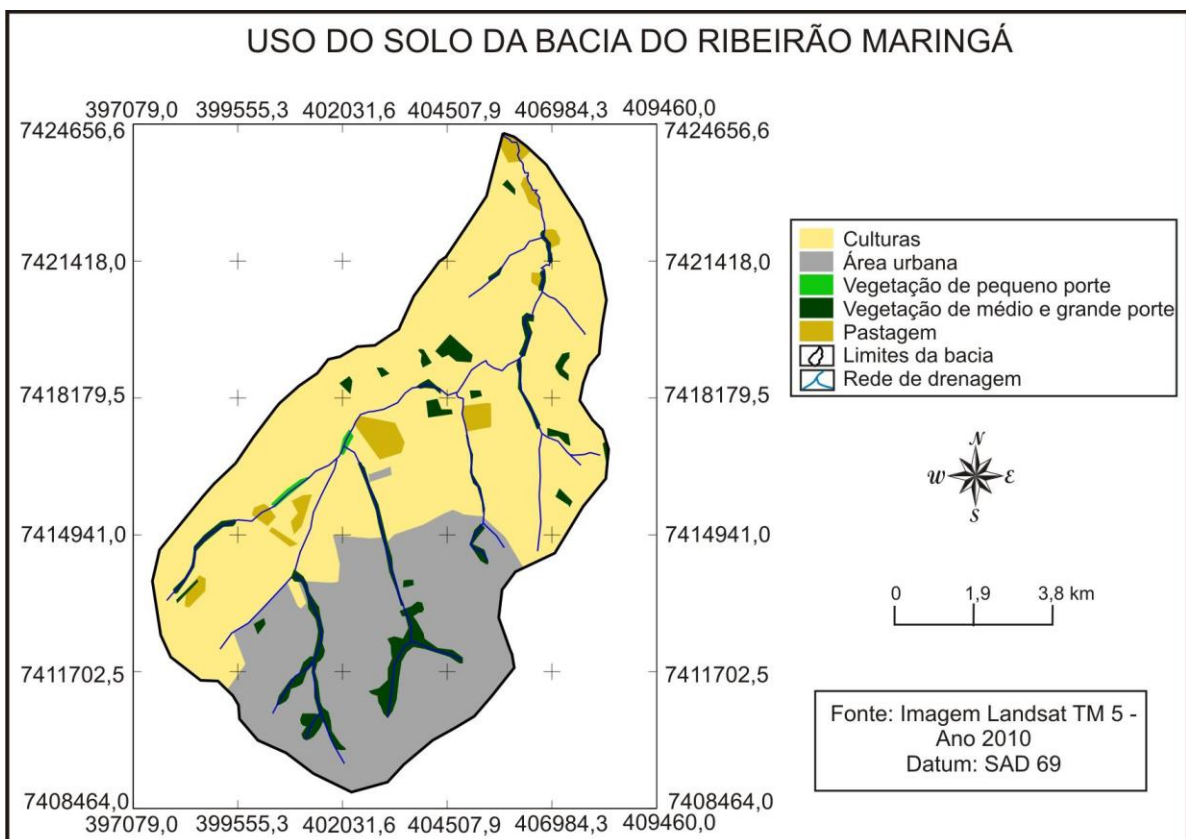 USO DO SOLO DA BACIA DO RIBEIRÃO MARINGÁ
397079,0 399555,3 402031,6 404507,9 406984,3 409460,0
7424656,6 7424656,6
7421418,0 7421418,0
7418179,5 7418179,5
7414941,0 7414941,0
7411702,5 7411702,5
7408464,0 7408464,0
397079,0 399555,3 402031,6 404507,9 406984,3 409460,0
Culturas
Área urbana
Vegetação de pequeno porte
Vegetação de médio e grande porte
Pastagem
Limites da bacia
Rede de drenagem
N
W E
S
0 1,9 3,8 km
Fonte: Imagem Landsat TM 5 -
Ano 2010
Datum: SAD 69